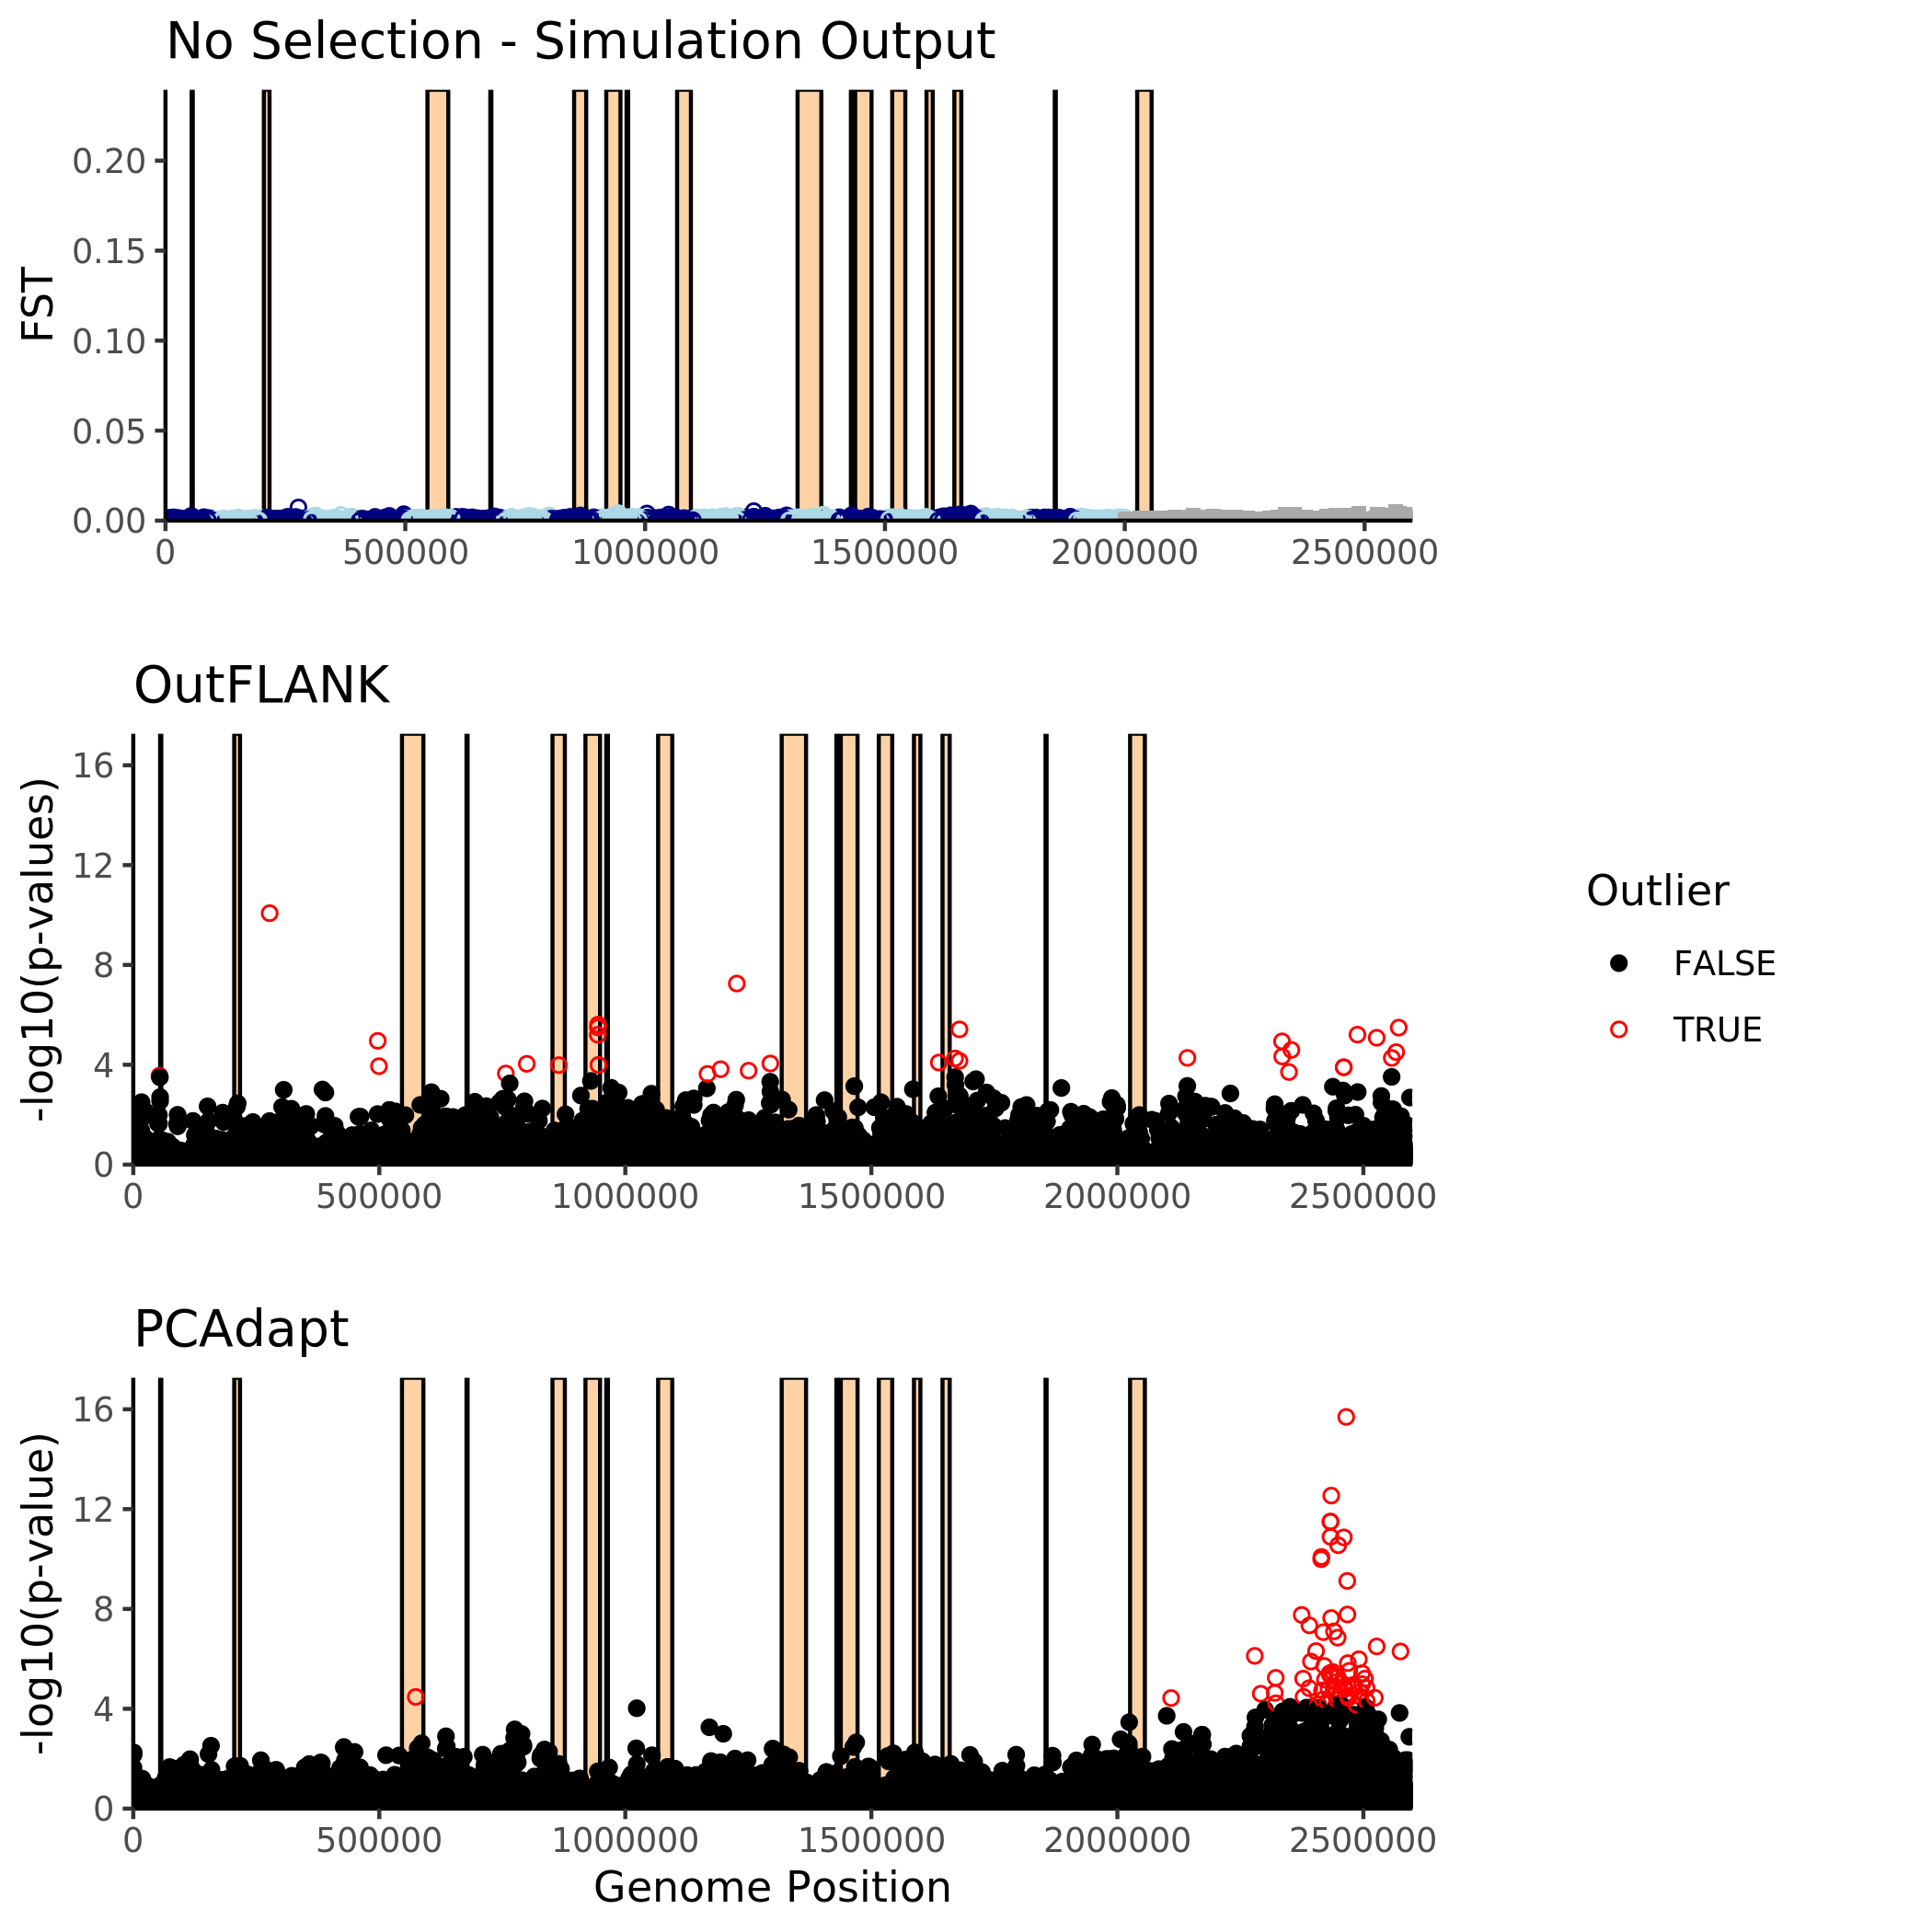 No Selection - Simulation Output
FST
0.20
0.15
0.10
0.05
0.00
0 500000 1000000 1500000 2000000 2500000
OutFLANK
-log10(p-values)
16
12
8
4
0
0 500000 1000000 1500000 2000000 2500000
Outlier
FALSE
TRUE
PCAdapt
-log10(p-value)
16
12
8
4
0
0 500000 1000000 1500000 2000000 2500000
Genome Position